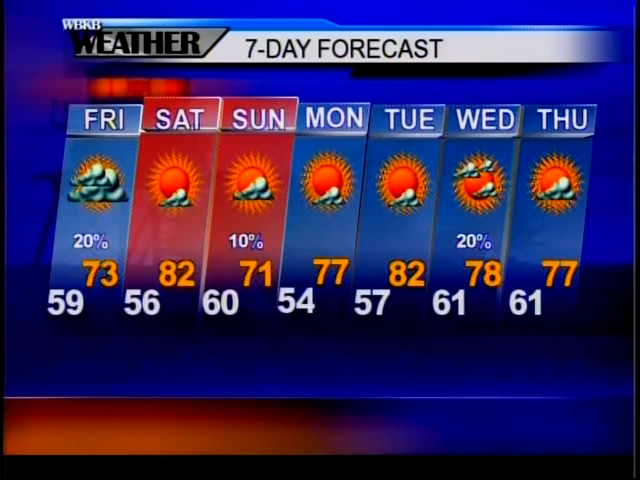 WBKB
WEATHER
7-DAY FORECAST
FRI SAT SUN MON TUE WED THU
20% 10% 20%
73 82 71 77 82 78 77
59 56 60 54 57 61 61